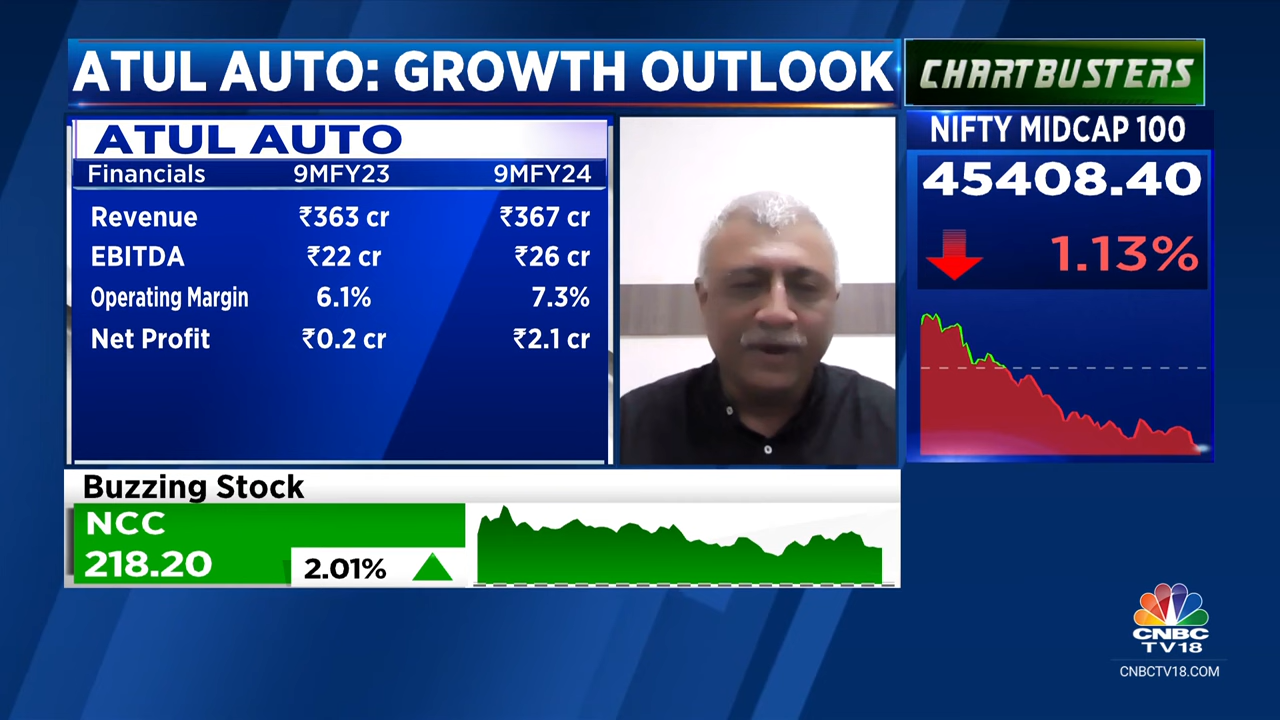 ATUL AUTO: GROWTH OUTLOOK
CHARTBUSTERS
ATUL AUTO
Financials 9MFY23 9MFY24
Revenue ₹363 cr ₹367 cr
EBITDA ₹22 cr ₹26 cr
Operating Margin 6.1% 7.3%
Net Profit ₹0.2 cr ₹2.1 cr
NIFTY MIDCAP 100
45408.40
1.13%
Buzzing Stock
NCC
218.20 2.01%
CNBC
TV18
CNBCTV18.COM